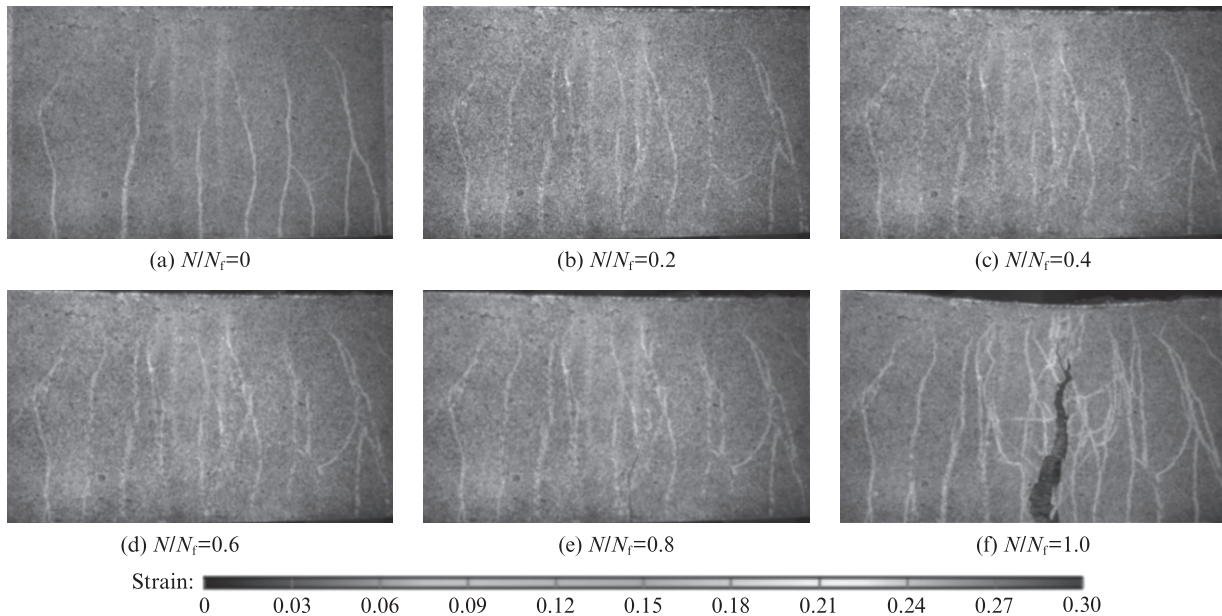 (a) N/Nf=0
(b) N/Nf=0.2
(c) N/Nf=0.4
(d) N/Nf=0.6
(e) N/Nf=0.8
(f) N/Nf=1.0
Strain:
0 0.03 0.06 0.09 0.12 0.15 0.18 0.21 0.24 0.27 0.30